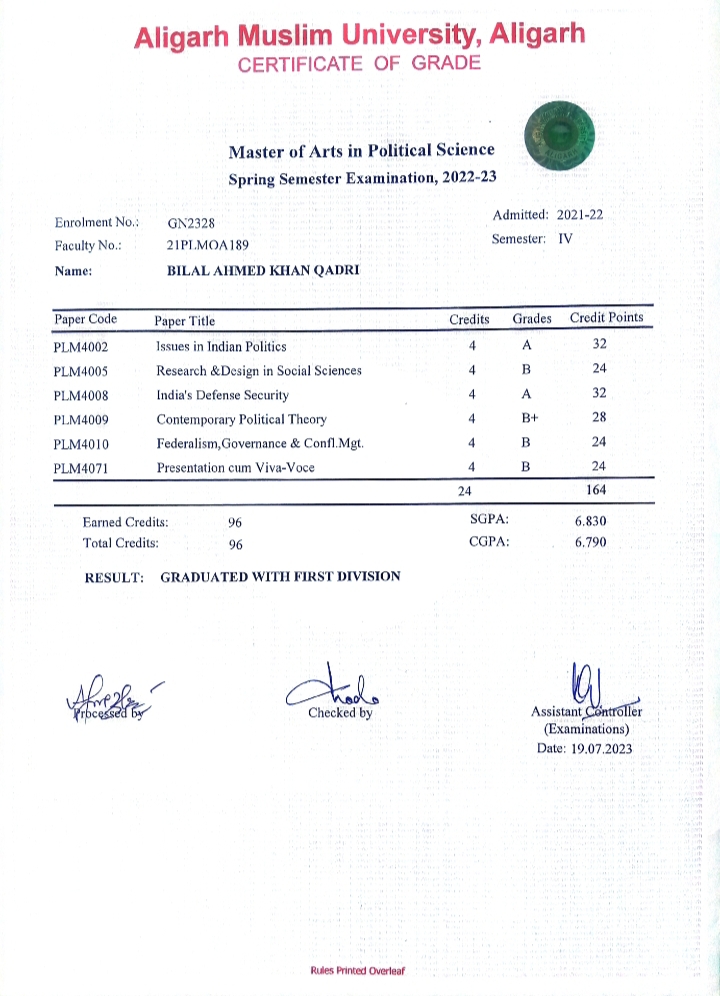 Aligarh Muslim University, Aligarh
CERTIFICATE OF GRADE
Master of Arts in Political Science
Spring Semester Examination, 2022-23
Enrolment No.: GN2328 Admitted: 2021-22
Faculty No.: 21PLMOA189 Semester: IV
Name: BILAL AHMED KHAN QADRI
Paper Code Paper Title Credits Grades Credit Points
PLM4002 Issues in Indian Politics 4 A 32
PLM4005 Research &Design in Social Sciences 4 B 24
PLM4008 India's Defense Security 4 A 32
PLM4009 Contemporary Political Theory 4 B+ 28
PLM4010 Federalism,Governance & Confl.Mgt. 4 B 24
PLM4071 Presentation cum Viva-Voce 4 B 24
24 164
Earned Credits: 96 SGPA: 6.830
Total Credits: 96 CGPA: 6.790
RESULT: GRADUATED WITH FIRST DIVISION
Processed by Checked by Assistant Controller
(Examinations)
Date: 19.07.2023
Rules Printed Overleaf